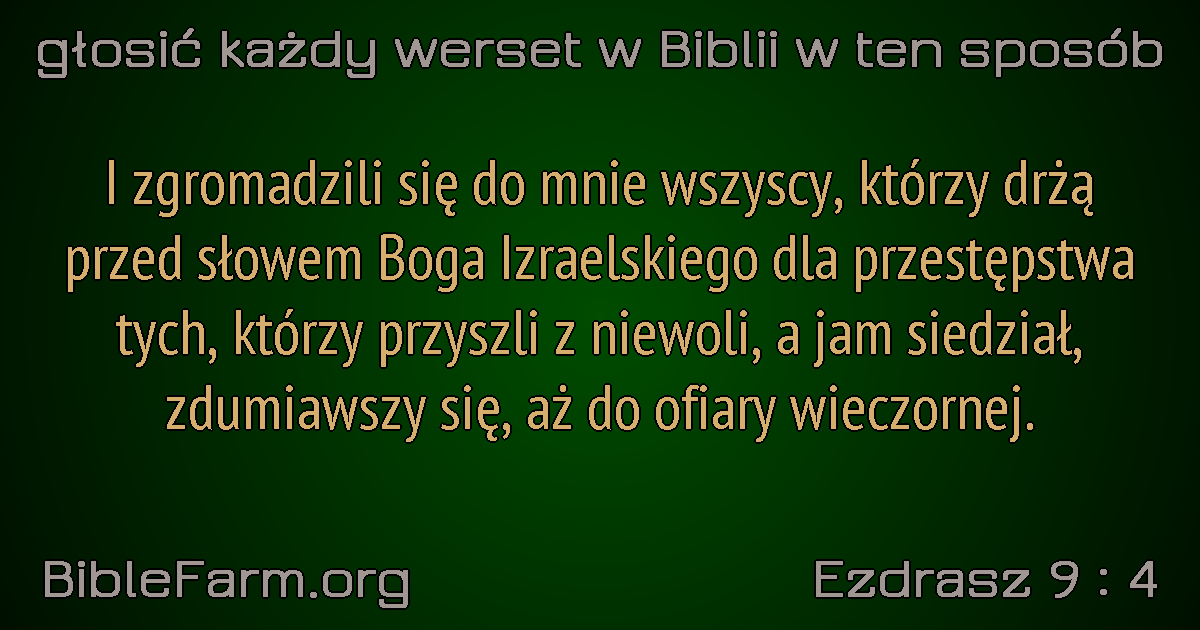 głosić każdy werset w Biblii w ten sposób
I zgromadzili się do mnie wszyscy, którzy drżą
przed słowem Boga Izraelskiego dla przestępstwa
tych, którzy przyszli z niewoli, a jam siedział,
zdumiawszy się, aż do ofiary wieczornej.
BibleFarm.org
Ezdrasz 9 : 4